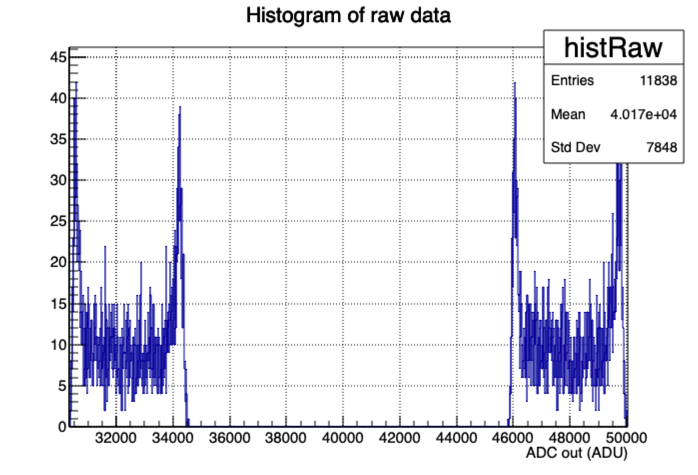 Histogram of raw data
histRaw
Entries 11838
Mean 4.017e+04
Std Dev 7848
45
40
35
30
25
20
15
10
5
0
32000 34000 36000 38000 40000 42000 44000 46000 48000 50000
ADC out (ADU)